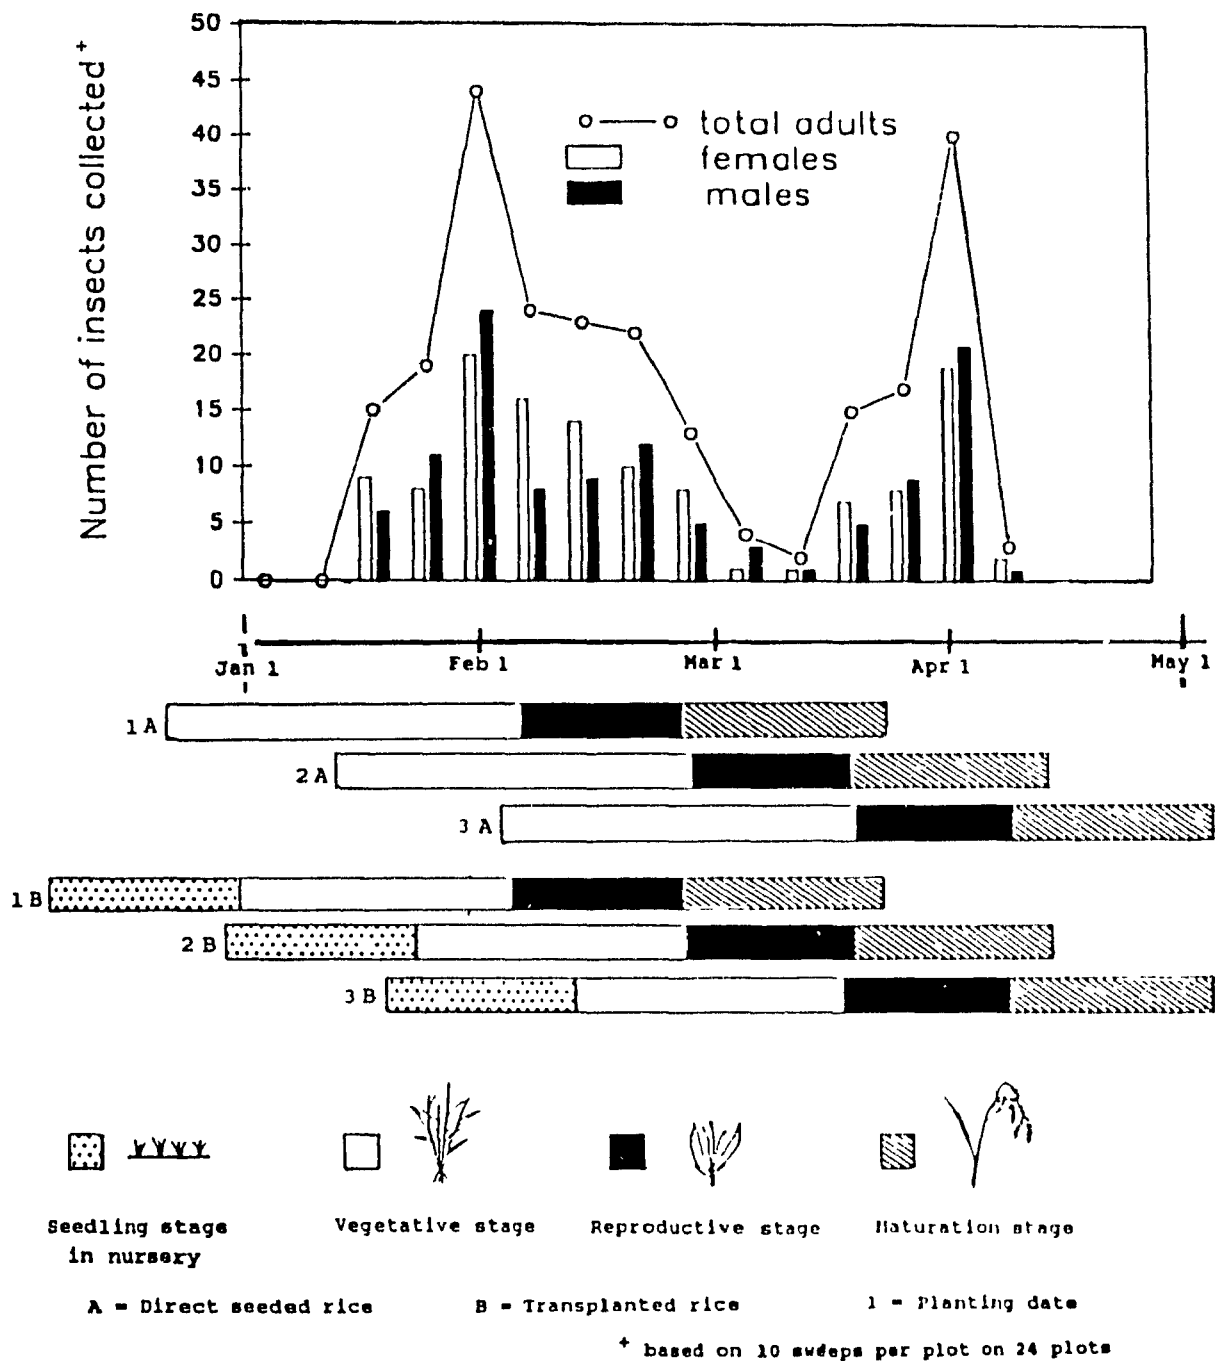 Number of insects collected +
50
45
40
35
30
25
20
15
10
5
0
total adults
females
males
Jan 1
Feb 1
Mar 1
Apr 1
May 1
1 A
2 A
3 A
1 B
2 B
3 B
Seedling stage
in nursery
Vegetative stage
Reproductive stage
Maturation stage
A = Direct seeded rice
B = Transplanted rice
1 = Planting date
+ based on 10 sweeps per plot on 24 plots